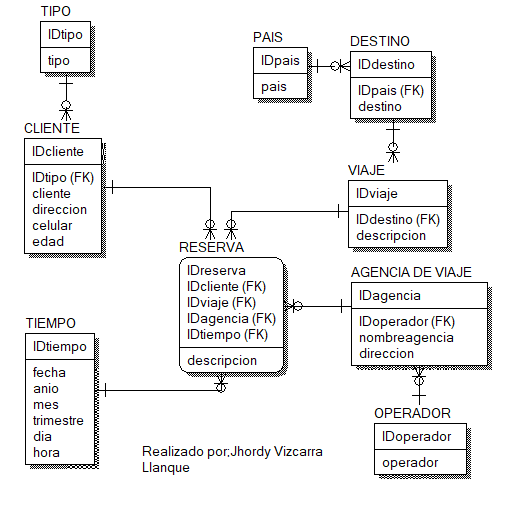 TIPO
IDtipo
tipo
PAIS
IDpais
pais
DESTINO
IDdestino
IDpais (FK)
destino
CLIENTE
IDcliente
IDtipo (FK)
cliente
direccion
celular
edad
VIAJE
IDviaje
IDdestino (FK)
descripcion
RESERVA
IDreserva
IDcliente (FK)
IDviaje (FK)
IDagencia (FK)
IDtiempo (FK)
descripcion
AGENCIA DE VIAJE
IDagencia
IDoperador (FK)
nombreagencia
direccion
TIEMPO
IDtiempo
fecha
anio
mes
trimestre
dia
hora
OPERADOR
IDoperador
operador
Realizado por;Jhordy Vizcarra
Llanque